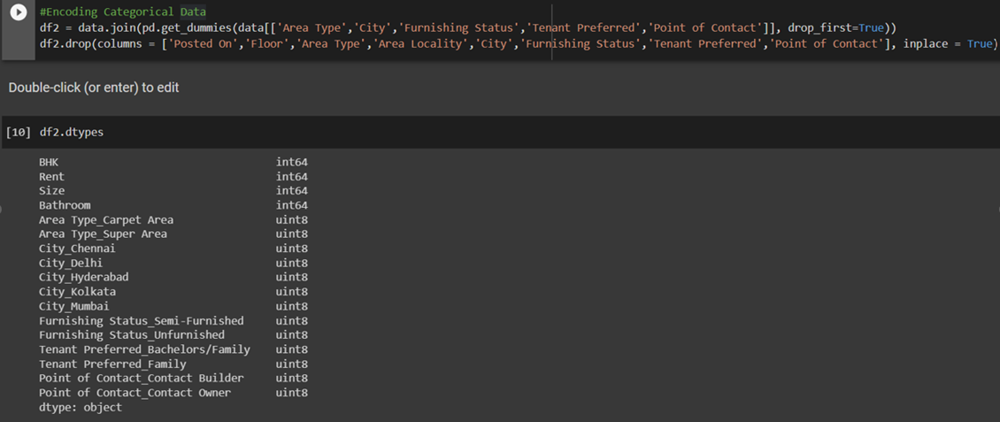 #Encoding Categorical Data
df2 = data.join(pd.get_dummies(data[['Area Type','City','Furnishing Status','Tenant Preferred','Point of Contact']], drop_first=True))
df2.drop(columns = ['Posted On','Floor','Area Type','Area Locality','City','Furnishing Status','Tenant Preferred','Point of Contact'], inplace = True)
Double-click (or enter) to edit
[10] df2.dtypes
BHK int64
Rent int64
Size int64
Bathroom int64
Area Type_Carpet Area uint8
Area Type_Super Area uint8
City_Chennai uint8
City_Delhi uint8
City_Hyderabad uint8
City_Kolkata uint8
City_Mumbai uint8
Furnishing Status_Semi-Furnished uint8
Furnishing Status_Unfurnished uint8
Tenant Preferred_Bachelors/Family uint8
Tenant Preferred_Family uint8
Point of Contact_Contact Builder uint8
Point of Contact_Contact Owner uint8
dtype: object